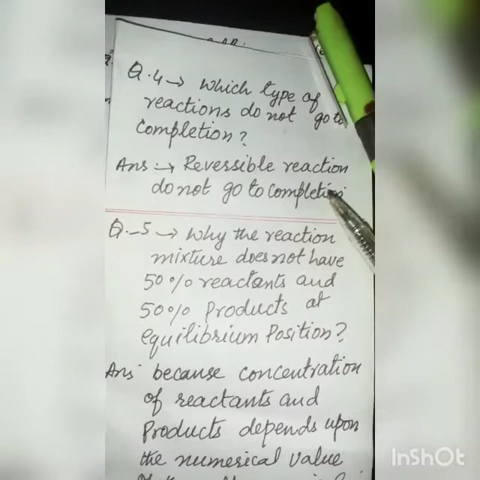 Q.4 → Which type of
reactions do not go to
completion?
Ans :→ Reversible reaction
do not go to completion
Q.-5 → Why the reaction
mixture does not have
50% reactants and
50% Products at
equilibrium Position?
Ans because concentration
of reactants and
Products depends upon
the numerical value
InShOt